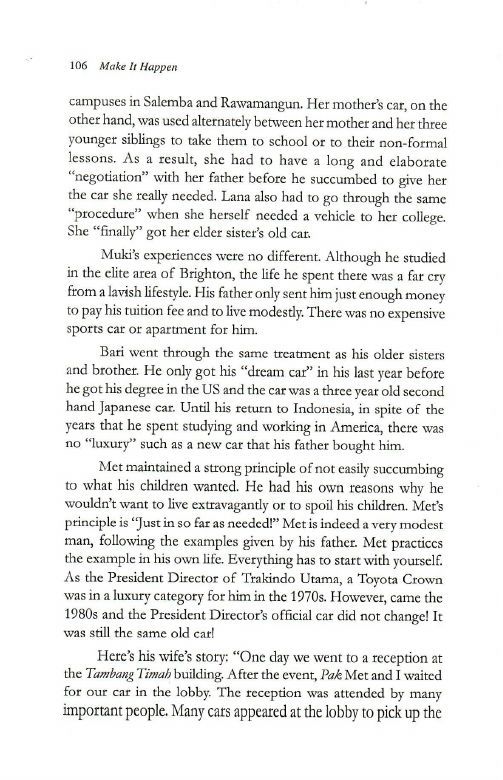 106 Make It Happen
campuses in Salemba and Rawamangun. Her mother's car, on the
other hand, was used alternately between her mother and her three
younger siblings to take them to school or to their non-formal
lessons. As a result, she had to have a long and elaborate
"negotiation" with her father before he succumbed to give her
the car she really needed. Lana also had to go through the same
"procedure" when she herself needed a vehicle to her college.
She "finally" got her elder sister's old car.
Muki's experiences were no different. Although he studied
in the elite area of Brighton, the life he spent there was a far cry
from a lavish lifestyle. His father only sent him just enough money
to pay his tuition fee and to live modestly. There was no expensive
sports car or apartment for him.
Bari went through the same treatment as his older sisters
and brother. He only got his "dream car" in his last year before
he got his degree in the US and the car was a three year old second
hand Japanese car. Until his return to Indonesia, in spite of the
years that he spent studying and working in America, there was
no "luxury" such as a new car that his father bought him.
Met maintained a strong principle of not easily succumbing
to what his children wanted. He had his own reasons why he
wouldn't want to live extravagantly or to spoil his children. Met's
principle is "Just in so far as needed!" Met is indeed a very modest
man, following the examples given by his father. Met practices
the example in his own life. Everything has to start with yourself.
As the President Director of Trakindo Utama, a Toyota Crown
was in a luxury category for him in the 1970s. However, came the
1980s and the President Director's official car did not change! It
was still the same old car!
Here's his wife's story: "One day we went to a reception at
the Tambang Timah building. After the event, Pak Met and I waited
for our car in the lobby. The reception was attended by many
important people. Many cars appeared at the lobby to pick up the